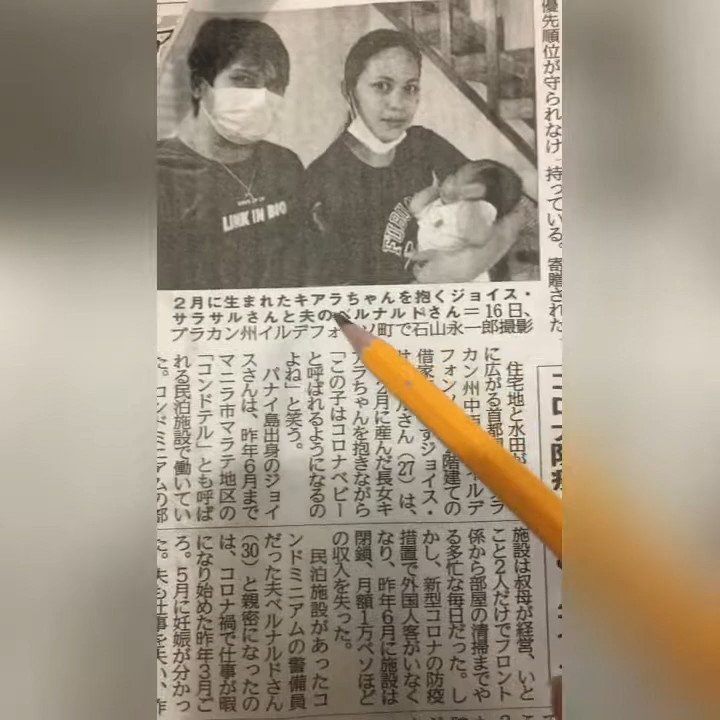 優先順位が守られなけ
持っている。寄贈された
LINK IN BIO
２月に生まれたキアラちゃんを抱くジョイス・
サラサルさんと夫のベルナルドさん＝16日、
ブラカン州イルデフォンソ町で石山永一郎撮影
住宅地と水田が
に広がる首都 ブラ
カン州中 イルデ
フォンソ 階建ての
借家 すジョイス・
さん（27）は、
２月に産んだ長女キ
アラちゃんを抱きながら
「この子はコロナベビー
と呼ばれるようになるの
よね」と笑う。
パナイ島出身のジョイ
スさんは、昨年６月まで
マニラ市マラテ地区の
「コンドテル」とも呼ば
れる民泊施設で働いてい
た。コンドミニアムの部
施設は叔母が経営、いと
こと２人だけでフロント
係から部屋の清掃までや
る多忙な毎日だった。し
かし、新型コロナの防疫
措置で外国人客がいなく
なり、昨年６月に施設は
閉鎖、月額１万ペソほど
の収入を失った。
民泊施設があったコ
ンドミニアムの警備員
だった夫ベルナルドさん
（30）と親密になったの
は、コロナ禍で仕事が暇
になり始めた昨年３月ご
ろ。５月に妊娠が分かっ
た。夫も仕事を失い、昨